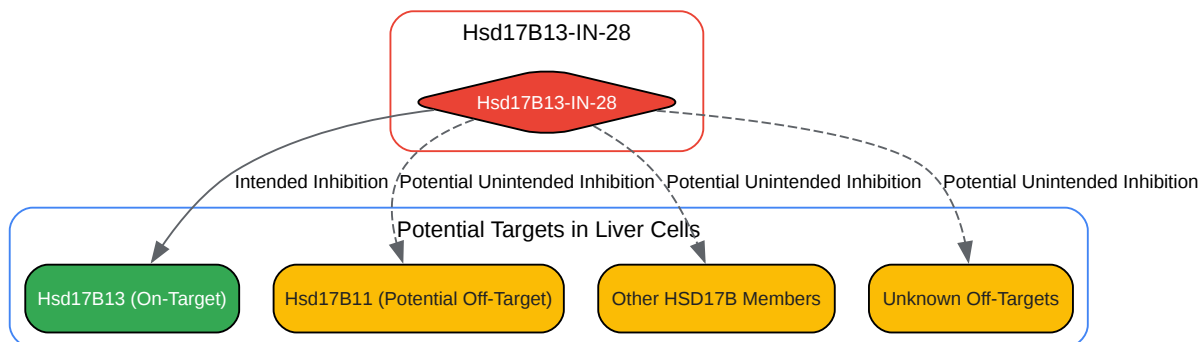 Hsd17B13-IN-28
Hsd17B13-IN-28
Intended Inhibition
Potential Unintended Inhibition
Potential Unintended Inhibition
Potential Unintended Inhibition
Potential Targets in Liver Cells
Hsd17B13 (On-Target)
Hsd17B11 (Potential Off-Target)
Other HSD17B Members
Unknown Off-Targets